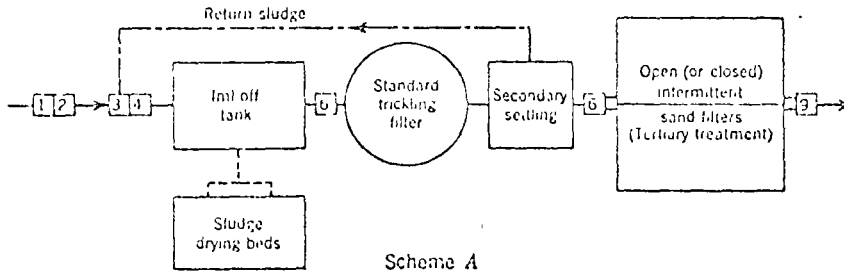 Return sludge
1 2
3 4
Imhoff
tank
6
Standard
trickling
filter
Secondary
settling
6
Open (or closed)
intermittent
sand filters
(Tertiary treatment)
9
Sludge
drying beds
Scheme A